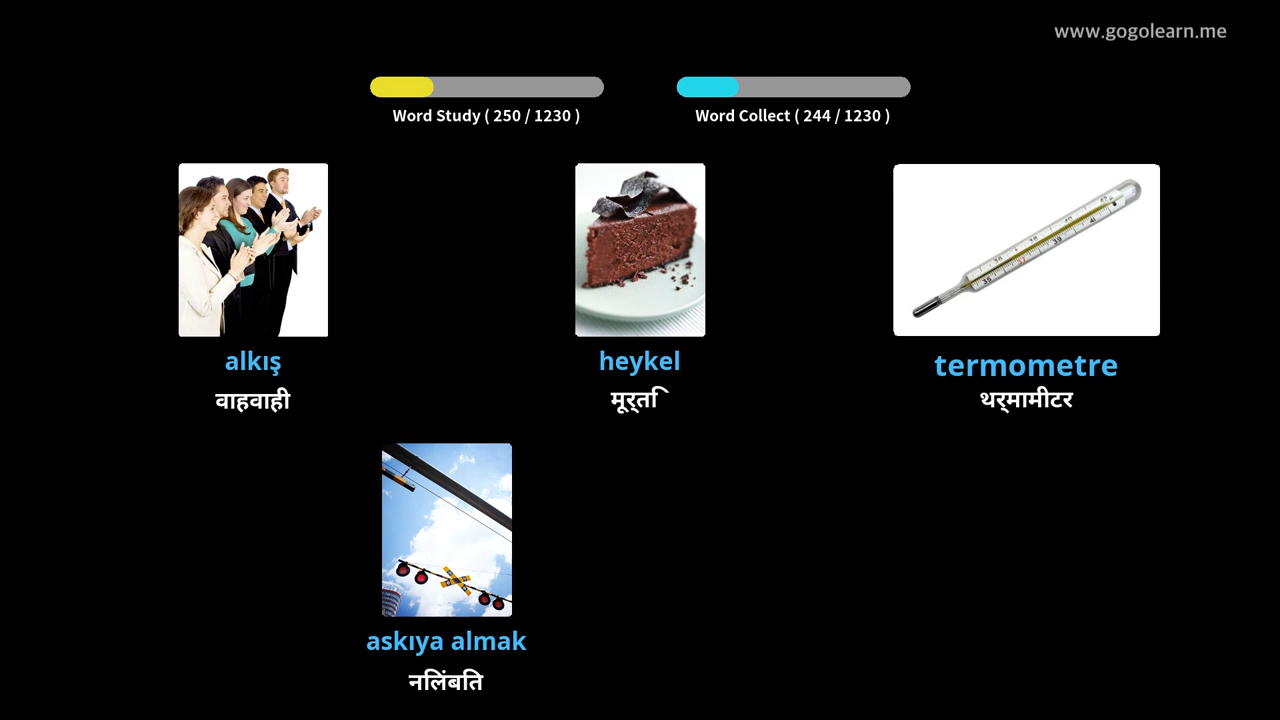 www.gogolearn.me
Word Study ( 250 / 1230 )
Word Collect ( 244 / 1230 )
alkış
heykel
termometre
वाहवाही
मूर्ति
थर्मामीटर
askıya almak
नलिंबति